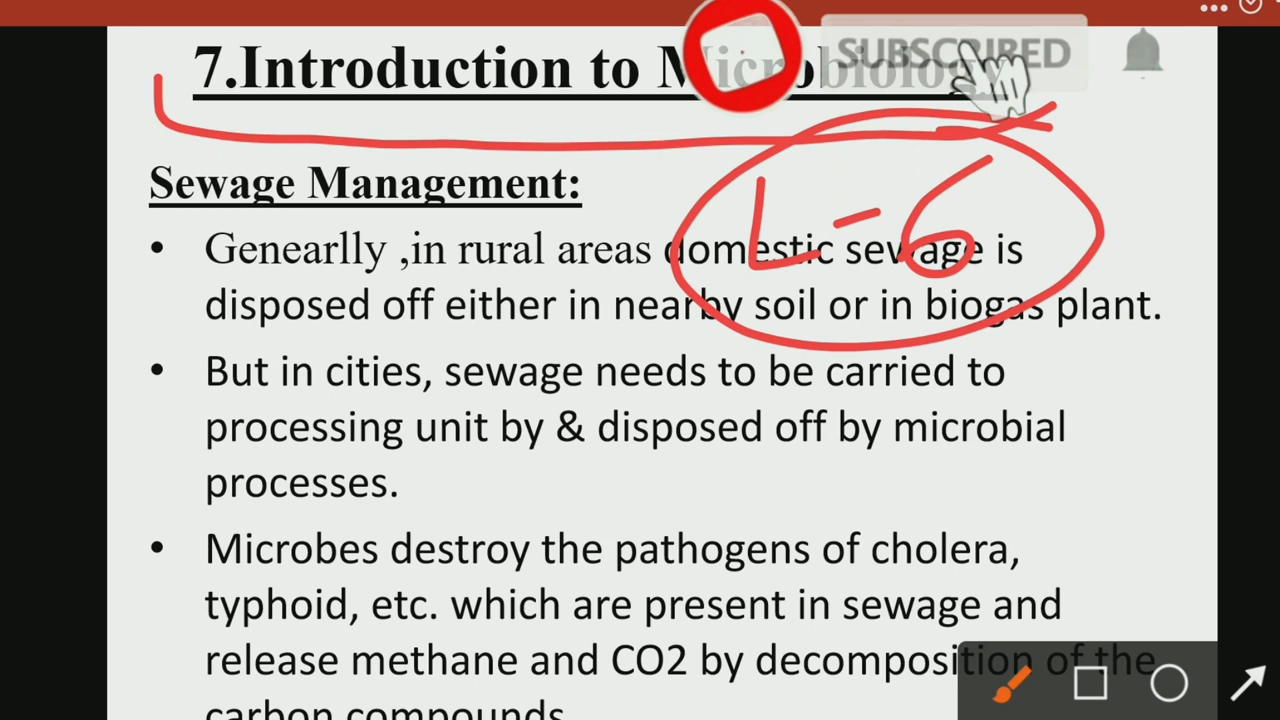 7.Introduction to Microbiology
SUBSCRIBED
Sewage Management:
L-6
• Genearlly ,in rural areas domestic sewage is
disposed off either in nearby soil or in biogas plant.
• But in cities, sewage needs to be carried to
processing unit by & disposed off by microbial
processes.
• Microbes destroy the pathogens of cholera,
typhoid, etc. which are present in sewage and
release methane and CO2 by decomposition of the
carbon compounds